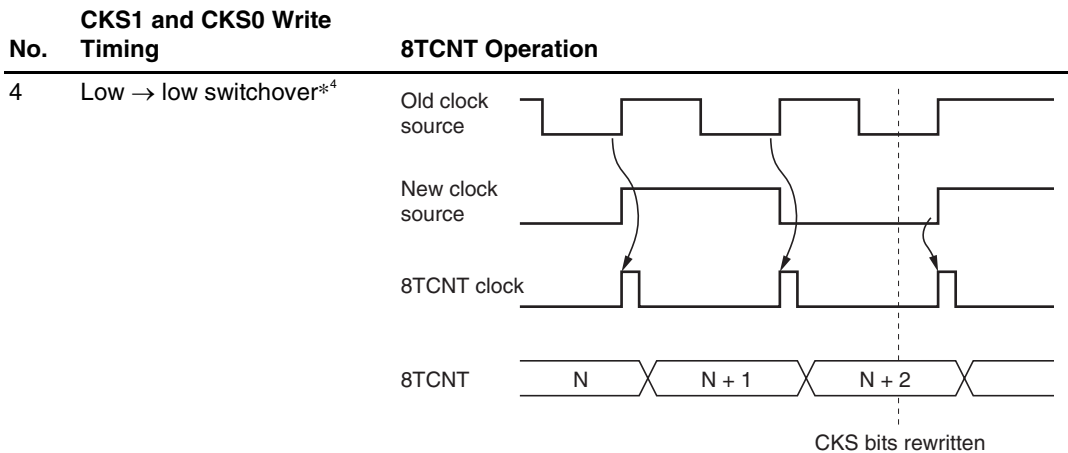 CKS1 and CKS0 Write
No. Timing 8TCNT Operation
4 Low → low switchover*4
Old clock
source
New clock
source
8TCNT clock
8TCNT N N + 1 N + 2
CKS bits rewritten